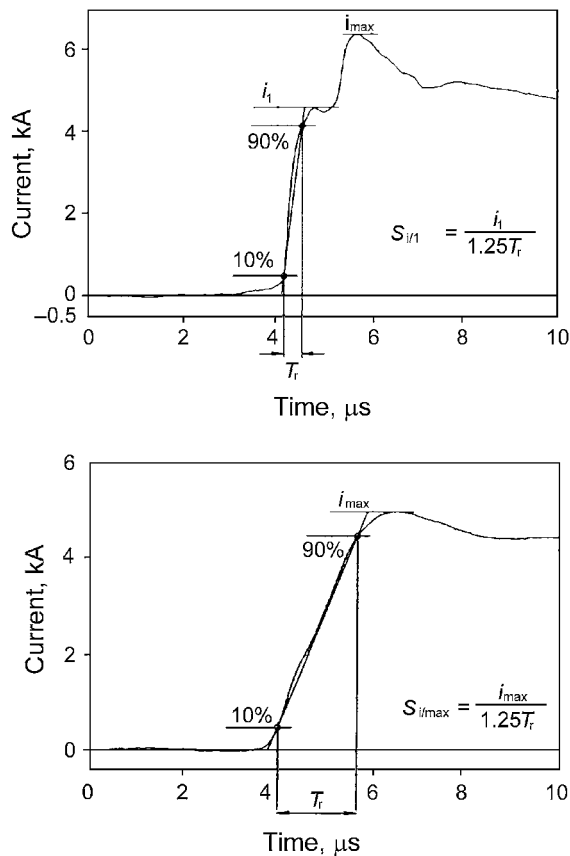 i_max
6
i_1
90%
4
Current, kA
S_i/1 = i_1 / 1.25T_r
2
10%
0
–0.5
0 2 4 6 8 10
T_r
Time, μs
6
i_max
90%
4
Current, kA
2
S_i/max = i_max / 1.25T_r
10%
0
0 2 4 6 8 10
T_r
Time, μs